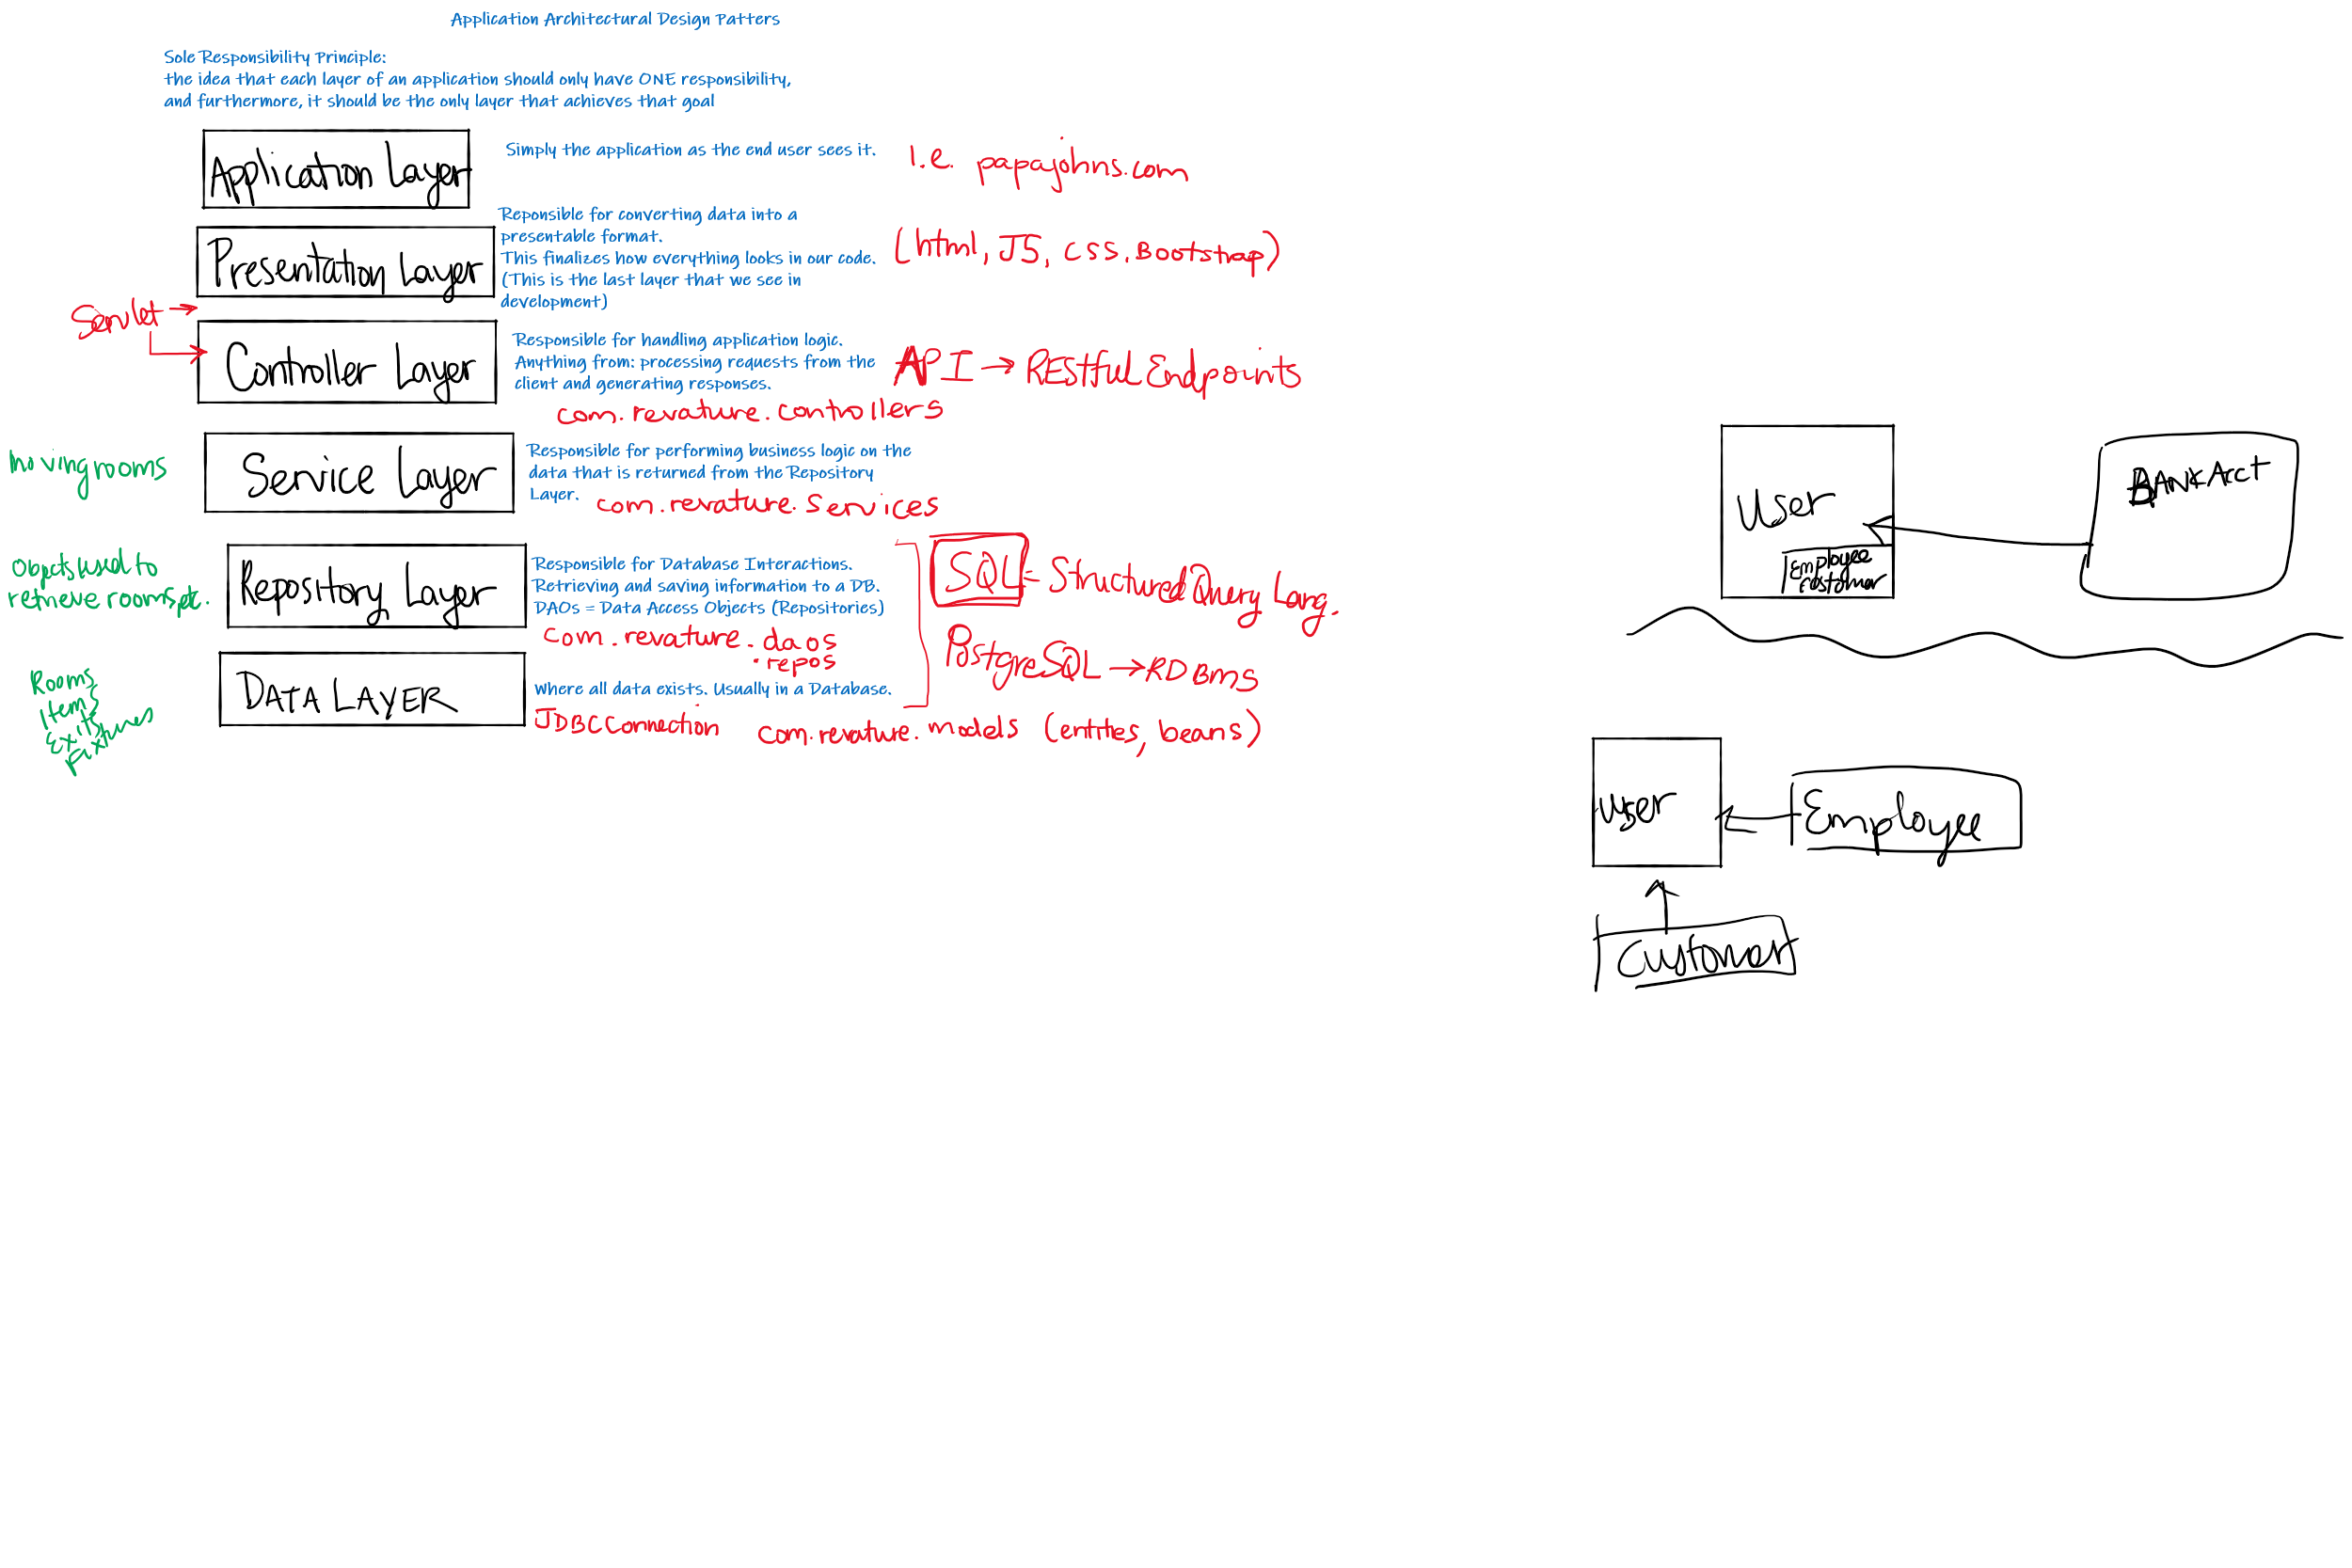 Application Architectural Design Patters
Sole Responsibility Principle:
the idea that each layer of an application should only have ONE responsibility,
and furthermore, it should be the only layer that achieves that goal
Application Layer
Simply the application as the end user sees it.
I.e. papajohns.com
Presentation Layer
Reponsible for converting data into a
presentable format.
This finalizes how everything looks in our code.
(This is the last layer that we see in
development)
(html, JS, CSS, Bootstrap)
Servlet →
Controller Layer
Responsible for handling application logic.
Anything from: processing requests from the
client and generating responses.
API → RESTful Endpoints
com.revature.controllers
moving rooms
Service Layer
Responsible for performing business logic on the
data that is returned from the Repository
Layer.
com.revature.services
Objects used to
retrieve rooms, etc.
Repository Layer
Responsible for Database Interactions.
Retrieving and saving information to a DB.
DAOs = Data Access Objects (Repositories)
com.revature.daos
.repos
SQL - Structured Query Lang.
PostgreSQL → RDBMS
Rooms
Items
Exits
Fixtures
DATA LAYER
Where all data exists. Usually in a Database.
JDBC Connection
com.revature.models (entities, beans)
User
Employee
Customer
BANK Acct
User
Employee
Customer